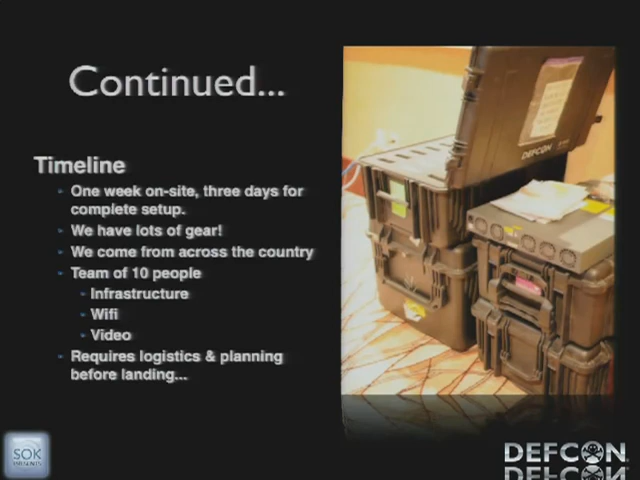 Continued...
Timeline
One week on-site, three days for
complete setup.
We have lots of gear!
We come from across the country
Team of 10 people
Infrastructure
Wifi
Video
Requires logistics & planning
before landing...
DEFCON
SOK
PRESENTS
DEFCON